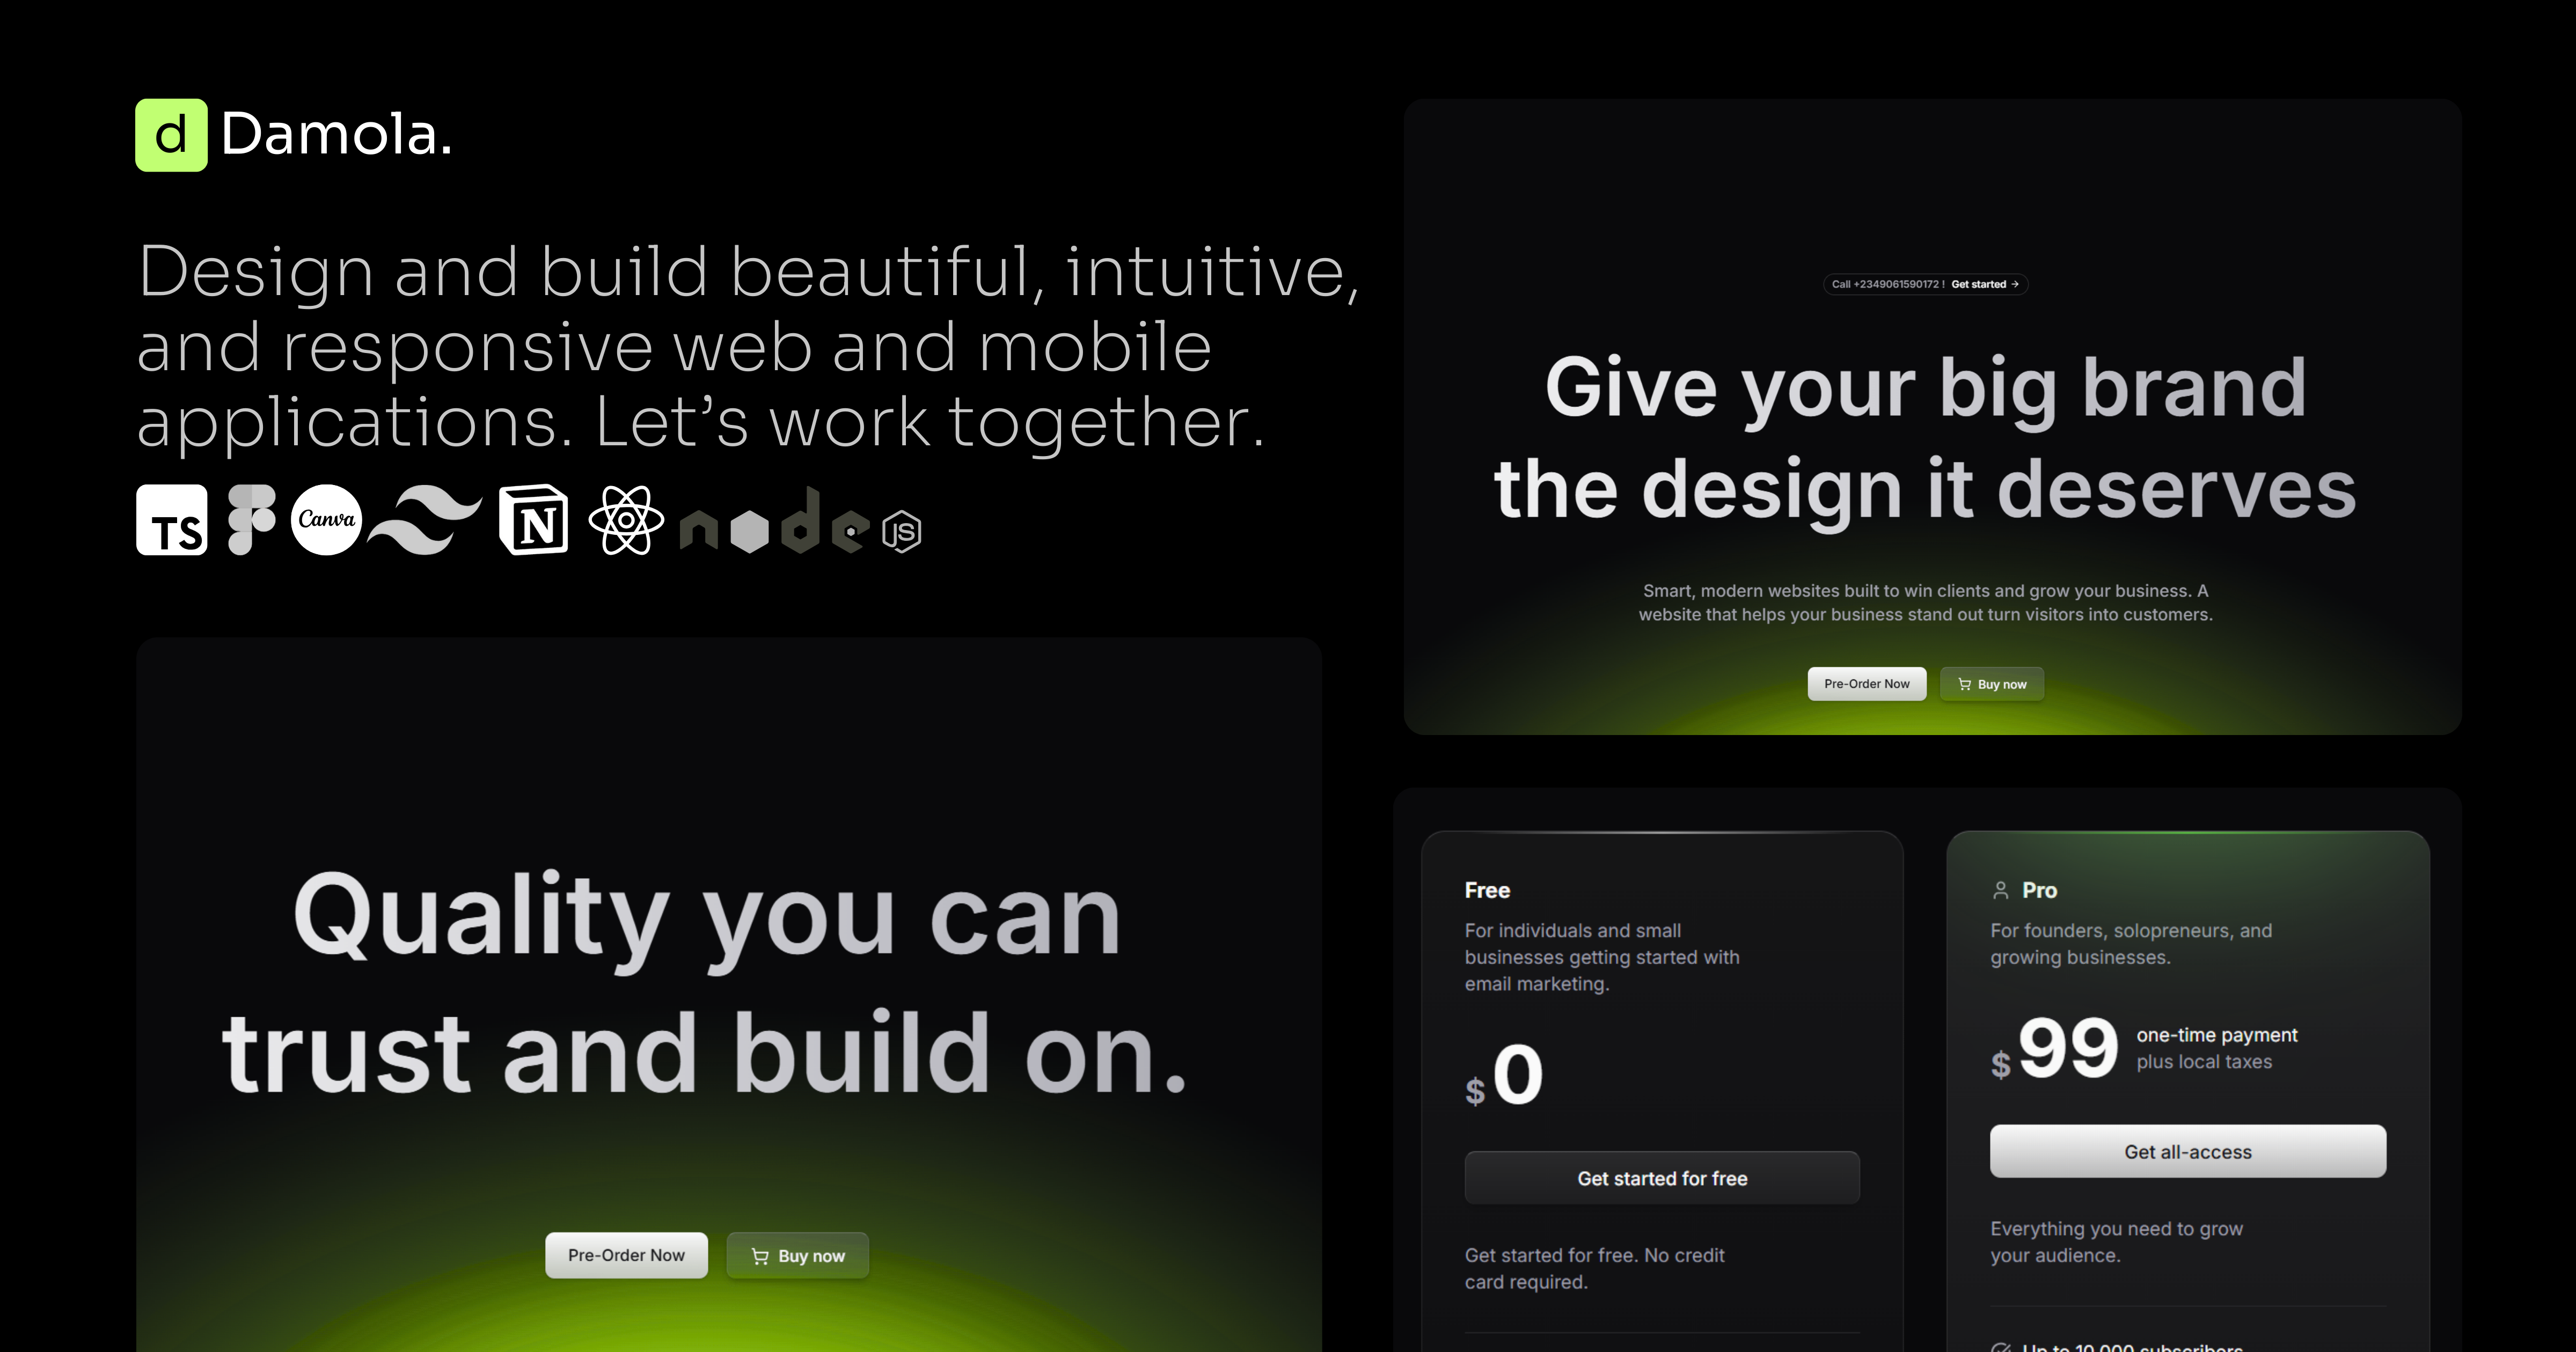 d Damola.
Design and build beautiful, intuitive,
and responsive web and mobile
applications. Let’s work together.
TS Canva N node JS
Call +2349061590172 ! Get started →
Give your big brand
the design it deserves
Smart, modern websites built to win clients and grow your business. A
website that helps your business stand out turn visitors into customers.
Pre-Order Now Buy now
Quality you can
trust and build on.
Pre-Order Now Buy now
Free
For individuals and small
businesses getting started with
email marketing.
$0
Get started for free
Get started for free. No credit
card required.
Pro
For founders, solopreneurs, and
growing businesses.
$99 one-time payment
plus local taxes
Get all-access
Everything you need to grow
your audience.
Up to 10,000 subscribers